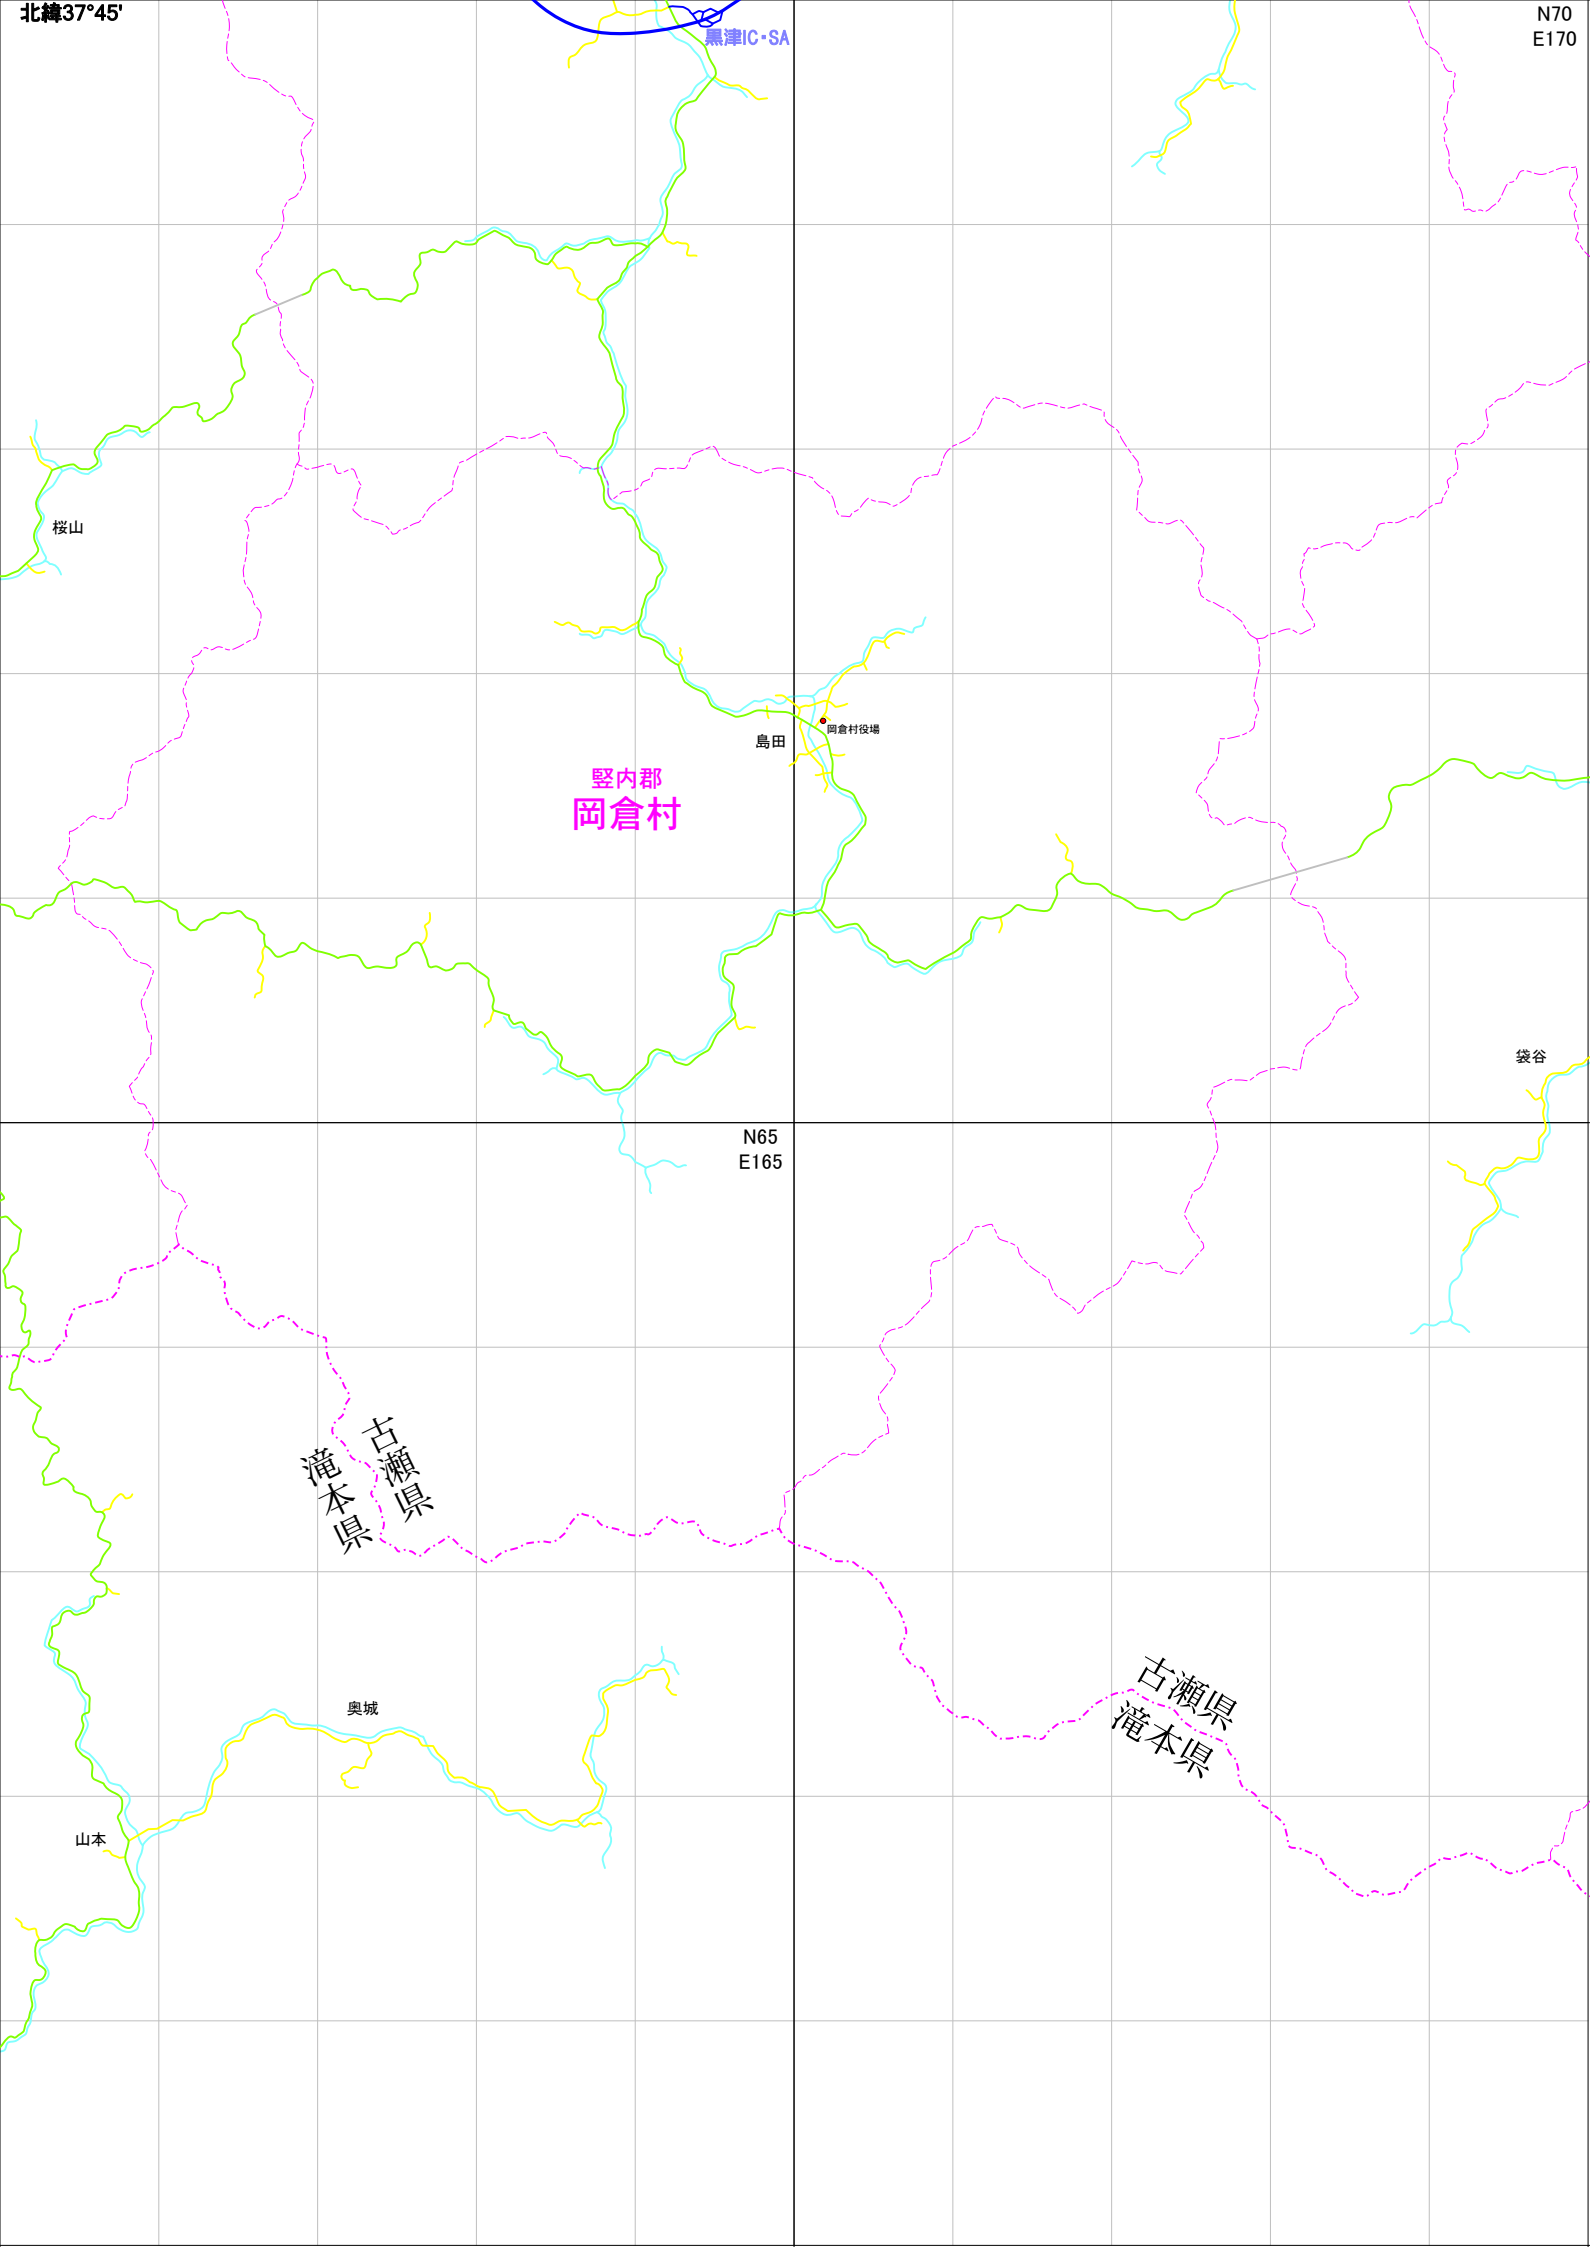 北緯37°45'
黒津IC・SA
N70
E170
桜山
島田
岡倉村役場
竪内郡
岡倉村
袋谷
N65
E165
古瀬県
滝本県
古瀬県
滝本県
奥城
山本